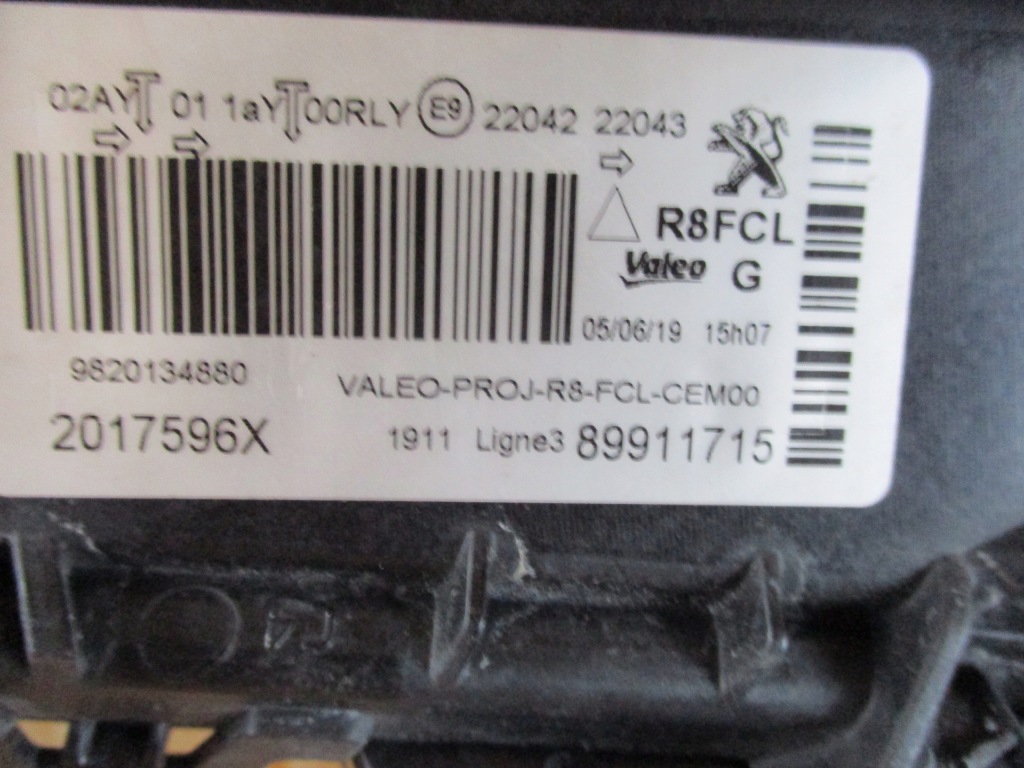 02AY 01 1aY 00RLY E9 22042 22043
R8FCL
Valeo G
05/06/19 15h07
9820134880
VALEO-PROJ-R8-FCL-CEM00
2017596X 1911 Ligne3 89911715